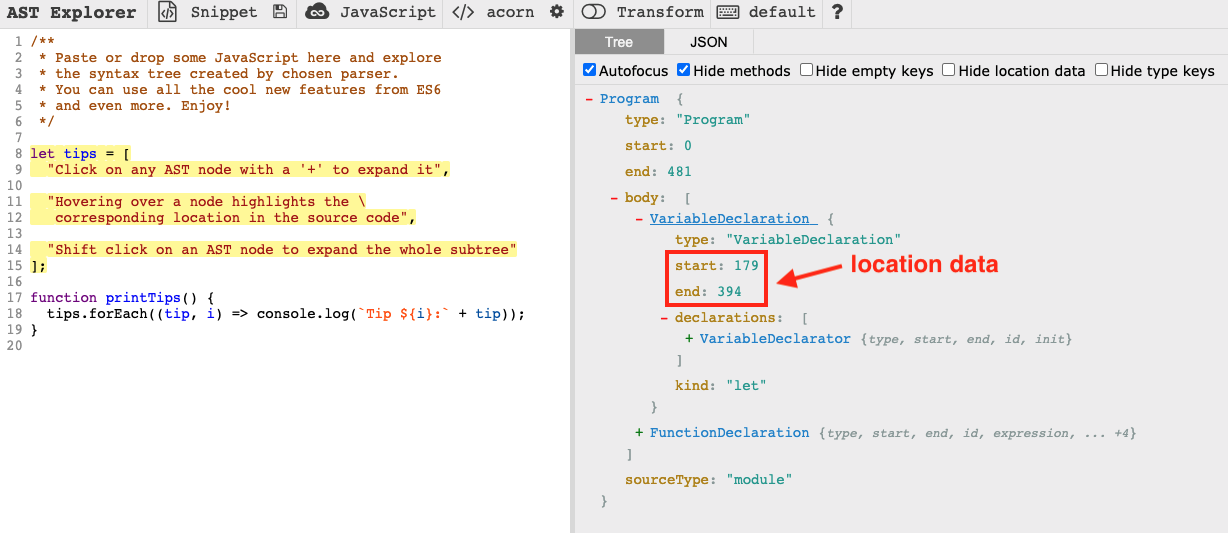 AST Explorer Snippet JavaScript </> acorn Transform default ?
1 /**
2  * Paste or drop some JavaScript here and explore
3  * the syntax tree created by chosen parser.
4  * You can use all the cool new features from ES6
5  * and even more. Enjoy!
6  */
7
8 let tips = [
9   "Click on any AST node with a '+' to expand it",
10
11   "Hovering over a node highlights the \
12    corresponding location in the source code",
13
14   "Shift click on an AST node to expand the whole subtree"
15 ];
16
17 function printTips() {
18   tips.forEach((tip, i) => console.log(`Tip ${i}:` + tip));
19 }
20
Tree JSON
Autofocus Hide methods Hide empty keys Hide location data Hide type keys
- Program {
type: "Program"
start: 0
end: 481
- body: [
- VariableDeclaration {
type: "VariableDeclaration"
start: 179
end: 394
location data
- declarations: [
+ VariableDeclarator {type, start, end, id, init}
]
kind: "let"
}
+ FunctionDeclaration {type, start, end, id, expression, ... +4}
]
sourceType: "module"
}